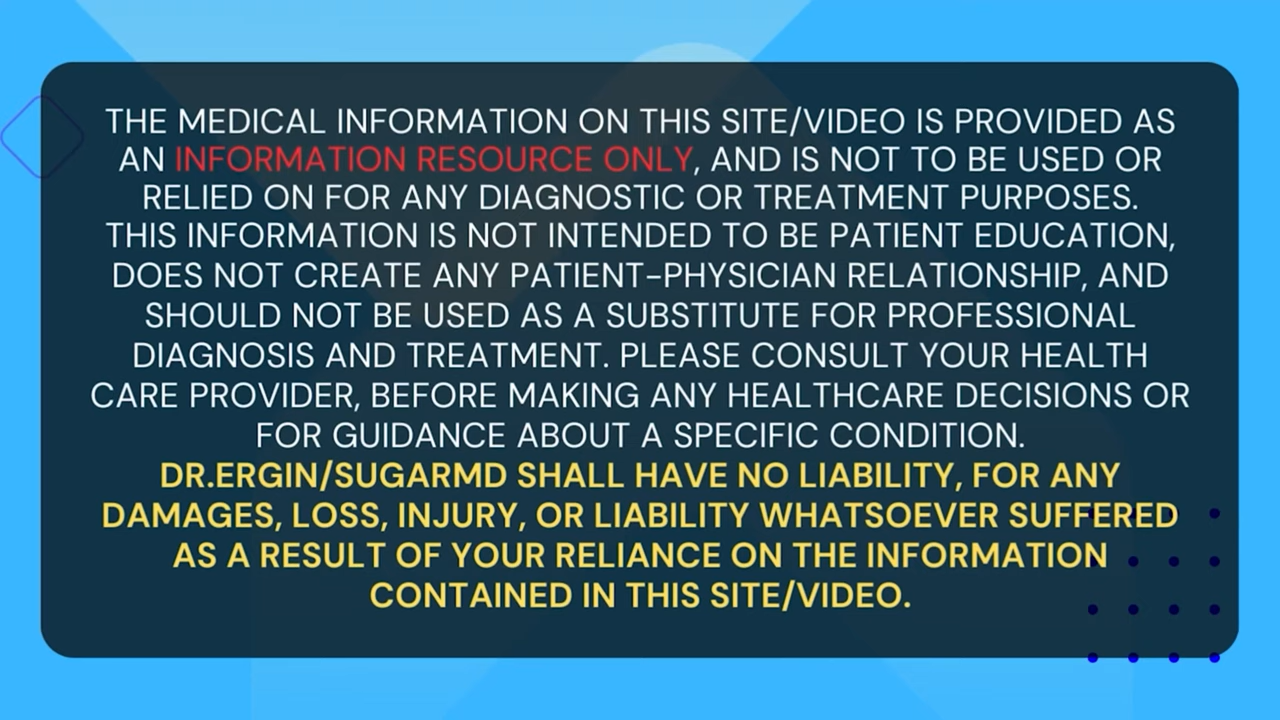 THE MEDICAL INFORMATION ON THIS SITE/VIDEO IS PROVIDED AS
AN INFORMATION RESOURCE ONLY, AND IS NOT TO BE USED OR
RELIED ON FOR ANY DIAGNOSTIC OR TREATMENT PURPOSES.
THIS INFORMATION IS NOT INTENDED TO BE PATIENT EDUCATION,
DOES NOT CREATE ANY PATIENT-PHYSICIAN RELATIONSHIP, AND
SHOULD NOT BE USED AS A SUBSTITUTE FOR PROFESSIONAL
DIAGNOSIS AND TREATMENT. PLEASE CONSULT YOUR HEALTH
CARE PROVIDER, BEFORE MAKING ANY HEALTHCARE DECISIONS OR
FOR GUIDANCE ABOUT A SPECIFIC CONDITION.
DR.ERGIN/SUGARMD SHALL HAVE NO LIABILITY, FOR ANY
DAMAGES, LOSS, INJURY, OR LIABILITY WHATSOEVER SUFFERED
AS A RESULT OF YOUR RELIANCE ON THE INFORMATION
CONTAINED IN THIS SITE/VIDEO.